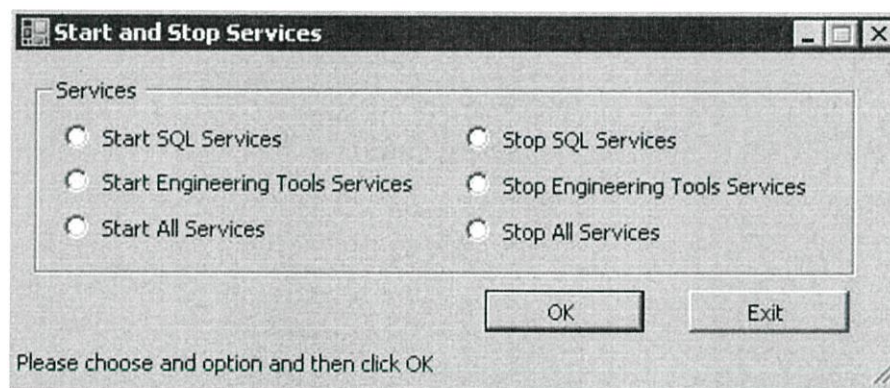 Start and Stop Services
Services
Start SQL Services
Stop SQL Services
Start Engineering Tools Services
Stop Engineering Tools Services
Start All Services
Stop All Services
OK
Exit
Please choose and option and then click OK